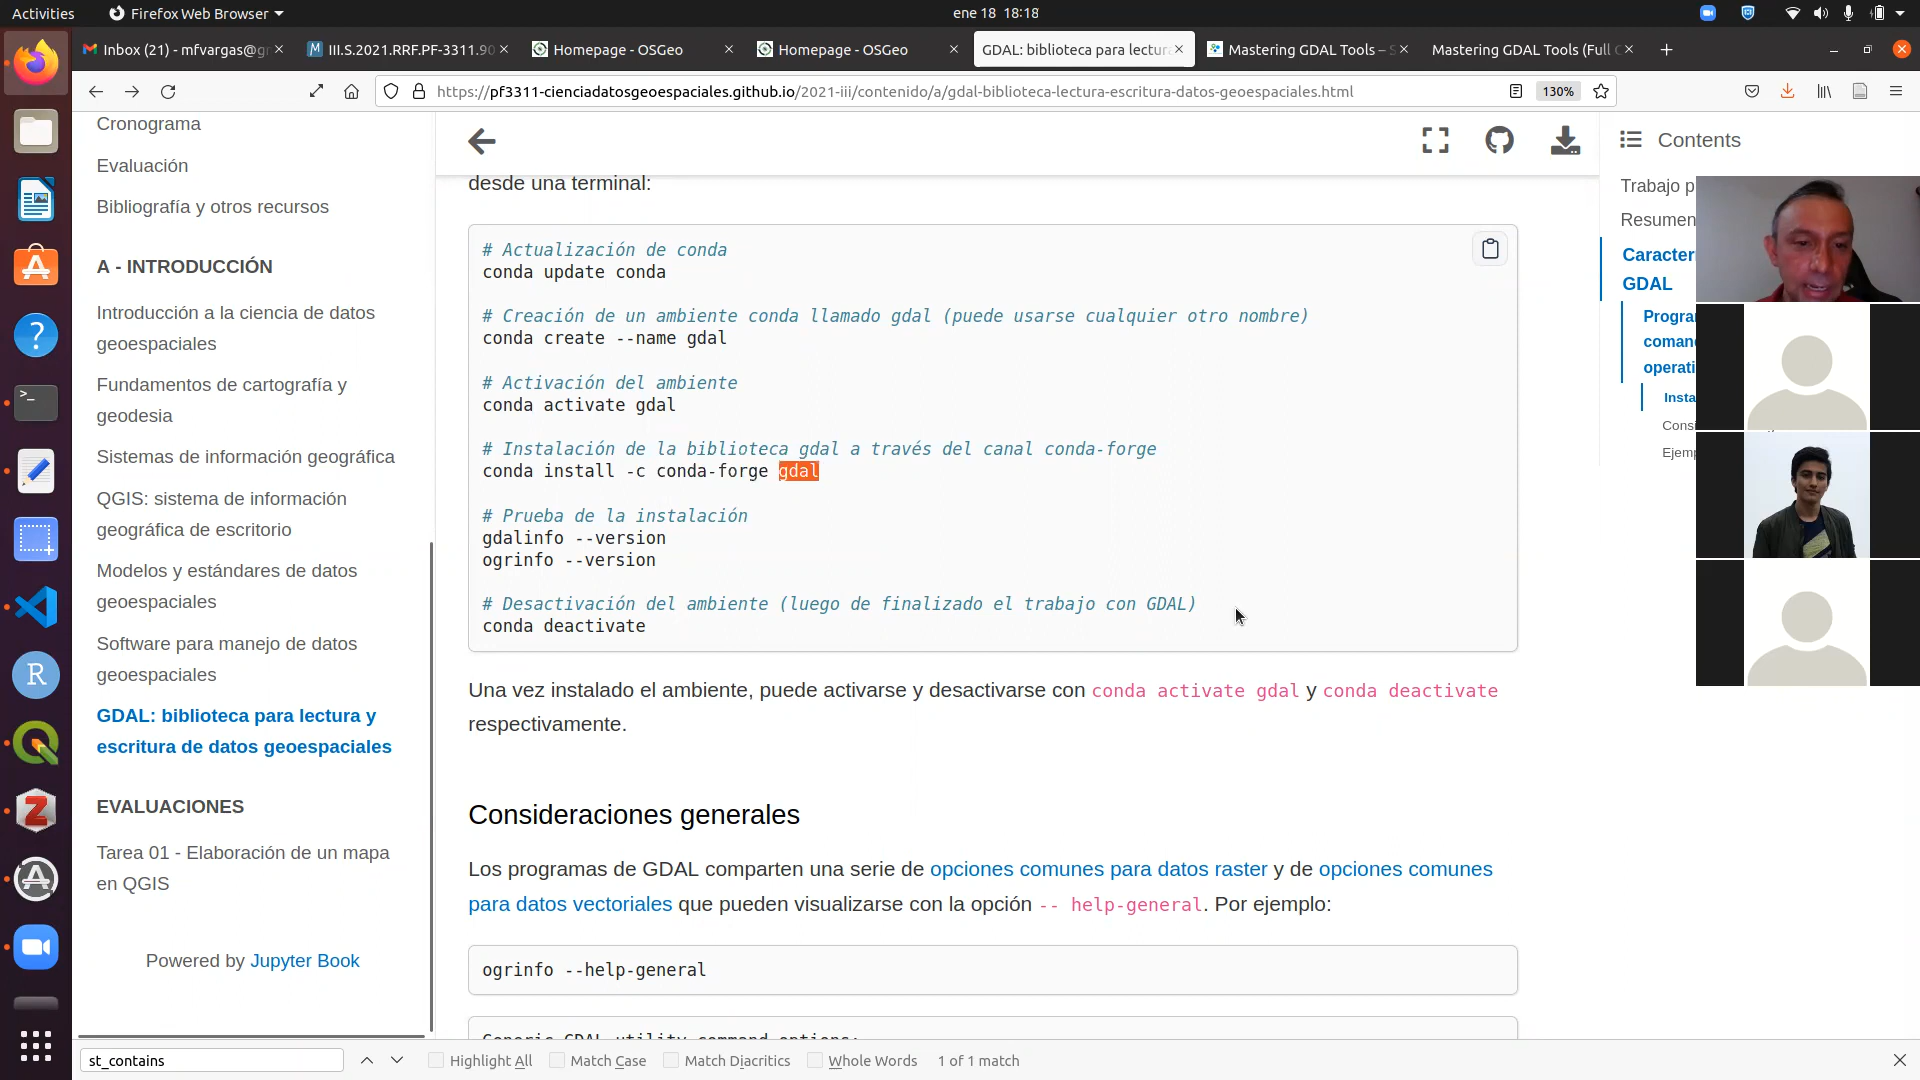 Activities
Firefox Web Browser
ene 18 18:18
Inbox (21) - mfvargas@gr
III.S.2021.RRF.PF-3311.90
Homepage - OSGeo
Homepage - OSGeo
GDAL: biblioteca para lectura
Mastering GDAL Tools – S
Mastering GDAL Tools (Full C
https://pf3311-cienciadatosgeoespaciales.github.io/2021-iii/contenido/a/gdal-biblioteca-lectura-escritura-datos-geoespaciales.html
130%
Cronograma
Evaluación
Bibliografía y otros recursos
A - INTRODUCCIÓN
Introducción a la ciencia de datos
geoespaciales
Fundamentos de cartografía y
geodesia
Sistemas de información geográfica
QGIS: sistema de información
geográfica de escritorio
Modelos y estándares de datos
geoespaciales
Software para manejo de datos
geoespaciales
GDAL: biblioteca para lectura y
escritura de datos geoespaciales
EVALUACIONES
Tarea 01 - Elaboración de un mapa
en QGIS
Powered by Jupyter Book
desde una terminal:
# Actualización de conda
conda update conda
# Creación de un ambiente conda llamado gdal (puede usarse cualquier otro nombre)
conda create --name gdal
# Activación del ambiente
conda activate gdal
# Instalación de la biblioteca gdal a través del canal conda-forge
conda install -c conda-forge gdal
# Prueba de la instalación
gdalinfo --version
ogrinfo --version
# Desactivación del ambiente (luego de finalizado el trabajo con GDAL)
conda deactivate
Una vez instalado el ambiente, puede activarse y desactivarse con conda activate gdal y conda deactivate
respectivamente.
Consideraciones generales
Los programas de GDAL comparten una serie de opciones comunes para datos raster y de opciones comunes
para datos vectoriales que pueden visualizarse con la opción -- help-general. Por ejemplo:
ogrinfo --help-general
Generic GDAL utility command options:
Contents
Trabajo p
Resumen
Caracter
GDAL
Progra
coman
operati
Insta
Consi
Ejemp
st_contains
Highlight All
Match Case
Match Diacritics
Whole Words
1 of 1 match